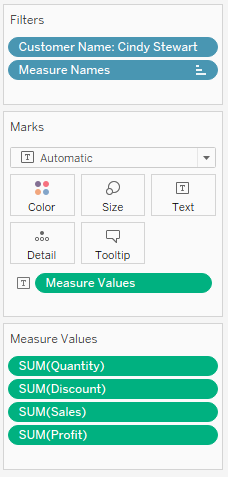 Filters
Customer Name: Cindy Stewart
Measure Names
Marks
T Automatic
Color Size T Text
Detail Tooltip
T Measure Values
Measure Values
SUM(Quantity)
SUM(Discount)
SUM(Sales)
SUM(Profit)